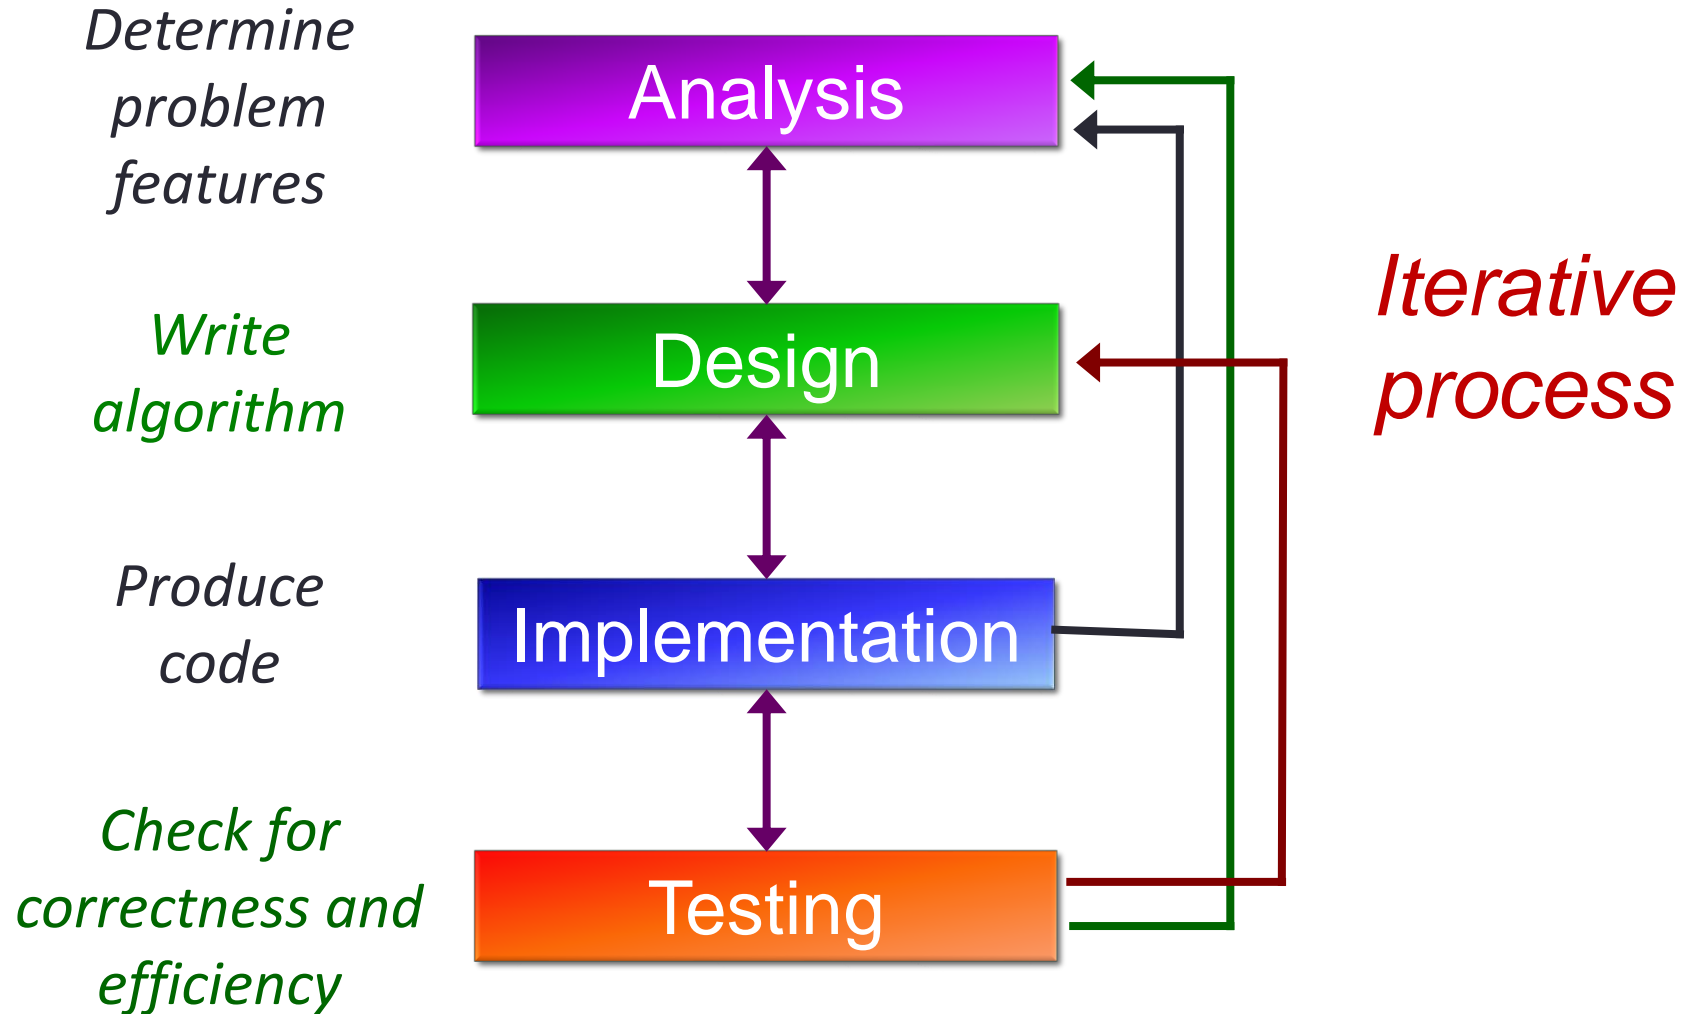 Determine
problem
features
Analysis
Write
algorithm
Design
Iterative
process
Produce
code
Implementation
Check for
correctness and
efficiency
Testing